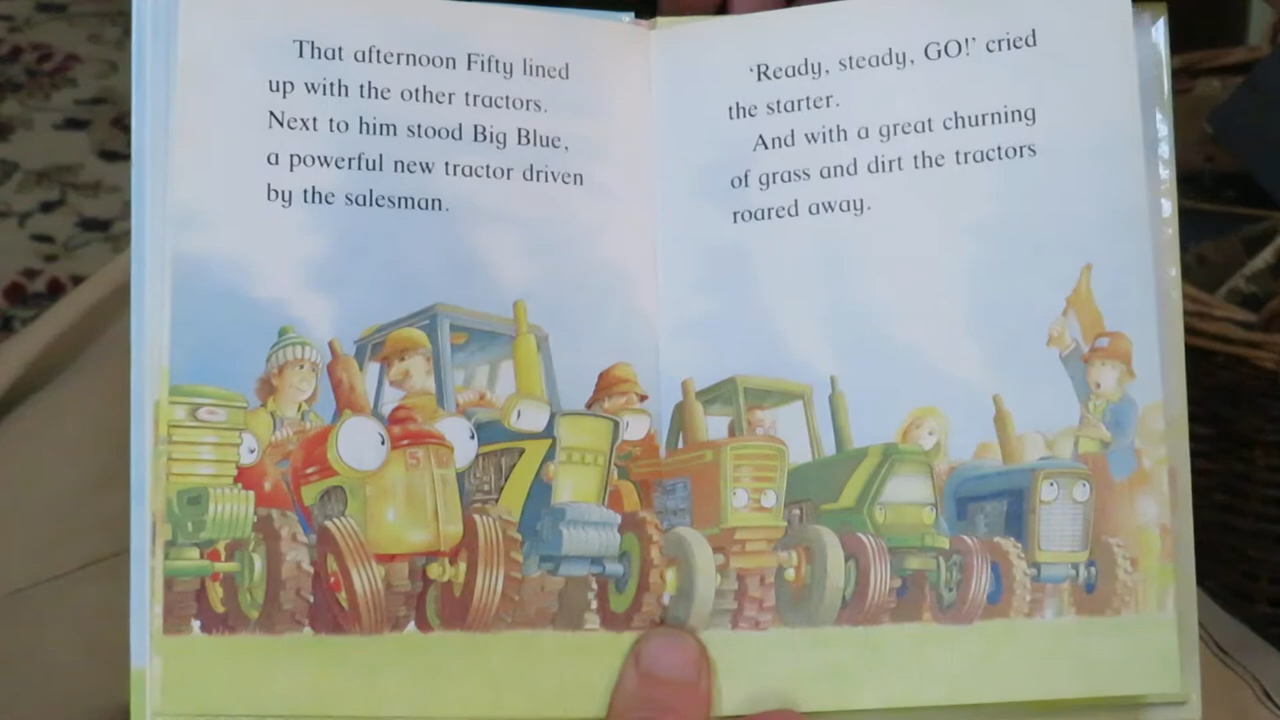 That afternoon Fifty lined
up with the other tractors.
Next to him stood Big Blue,
a powerful new tractor driven
by the salesman.
'Ready, steady, GO!' cried
the starter.
And with a great churning
of grass and dirt the tractors
roared away.